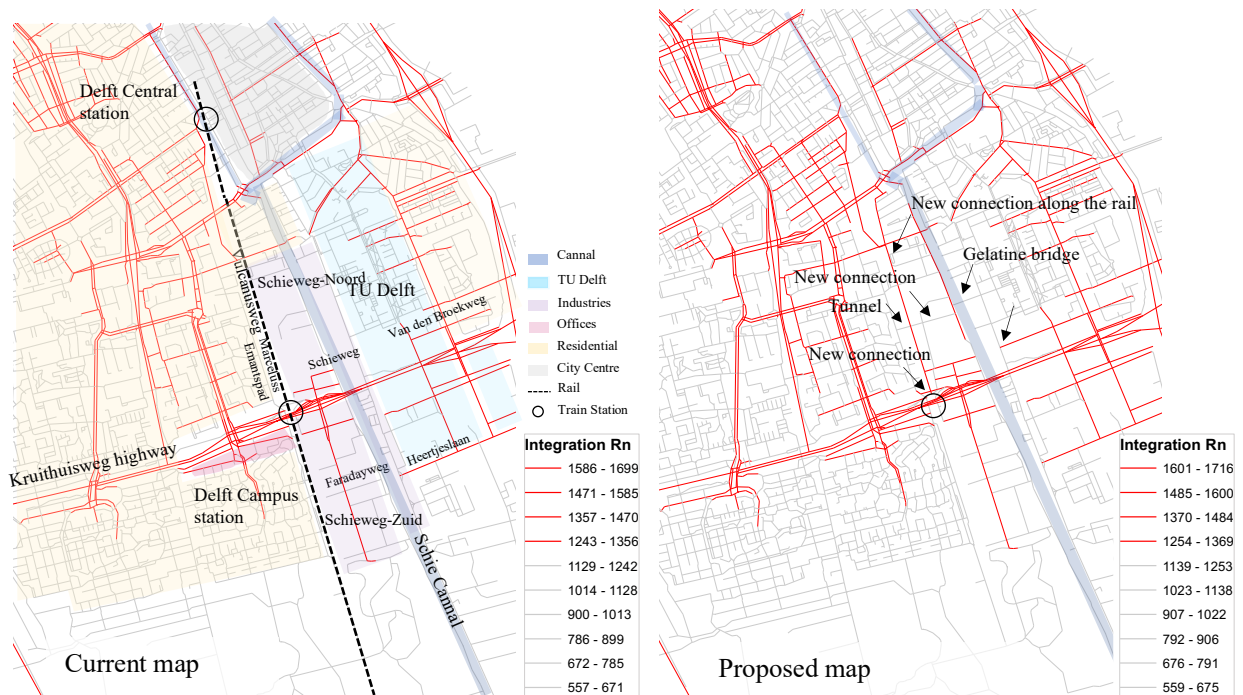 Delft Central
station
Vulcanusweg
Marceluss
Emantspad
Schieweg-Noord
TU Delft
Van den Broekweg
Schieweg
Kruithuisweg highway
Heertjeslaan
Faradayweg
Delft Campus
station
Schieweg-Zuid
Schie Cannal
Current map
Cannal
TU Delft
Industries
Offices
Residential
City Centre
Rail
Train Station
Integration Rn
1586 - 1699
1471 - 1585
1357 - 1470
1243 - 1356
1129 - 1242
1014 - 1128
900 - 1013
786 - 899
672 - 785
557 - 671
New connection along the rail
Gelatine bridge
New connection
Tunnel
New connection
Proposed map
Integration Rn
1601 - 1716
1485 - 1600
1370 - 1484
1254 - 1369
1139 - 1253
1023 - 1138
907 - 1022
792 - 906
676 - 791
559 - 675